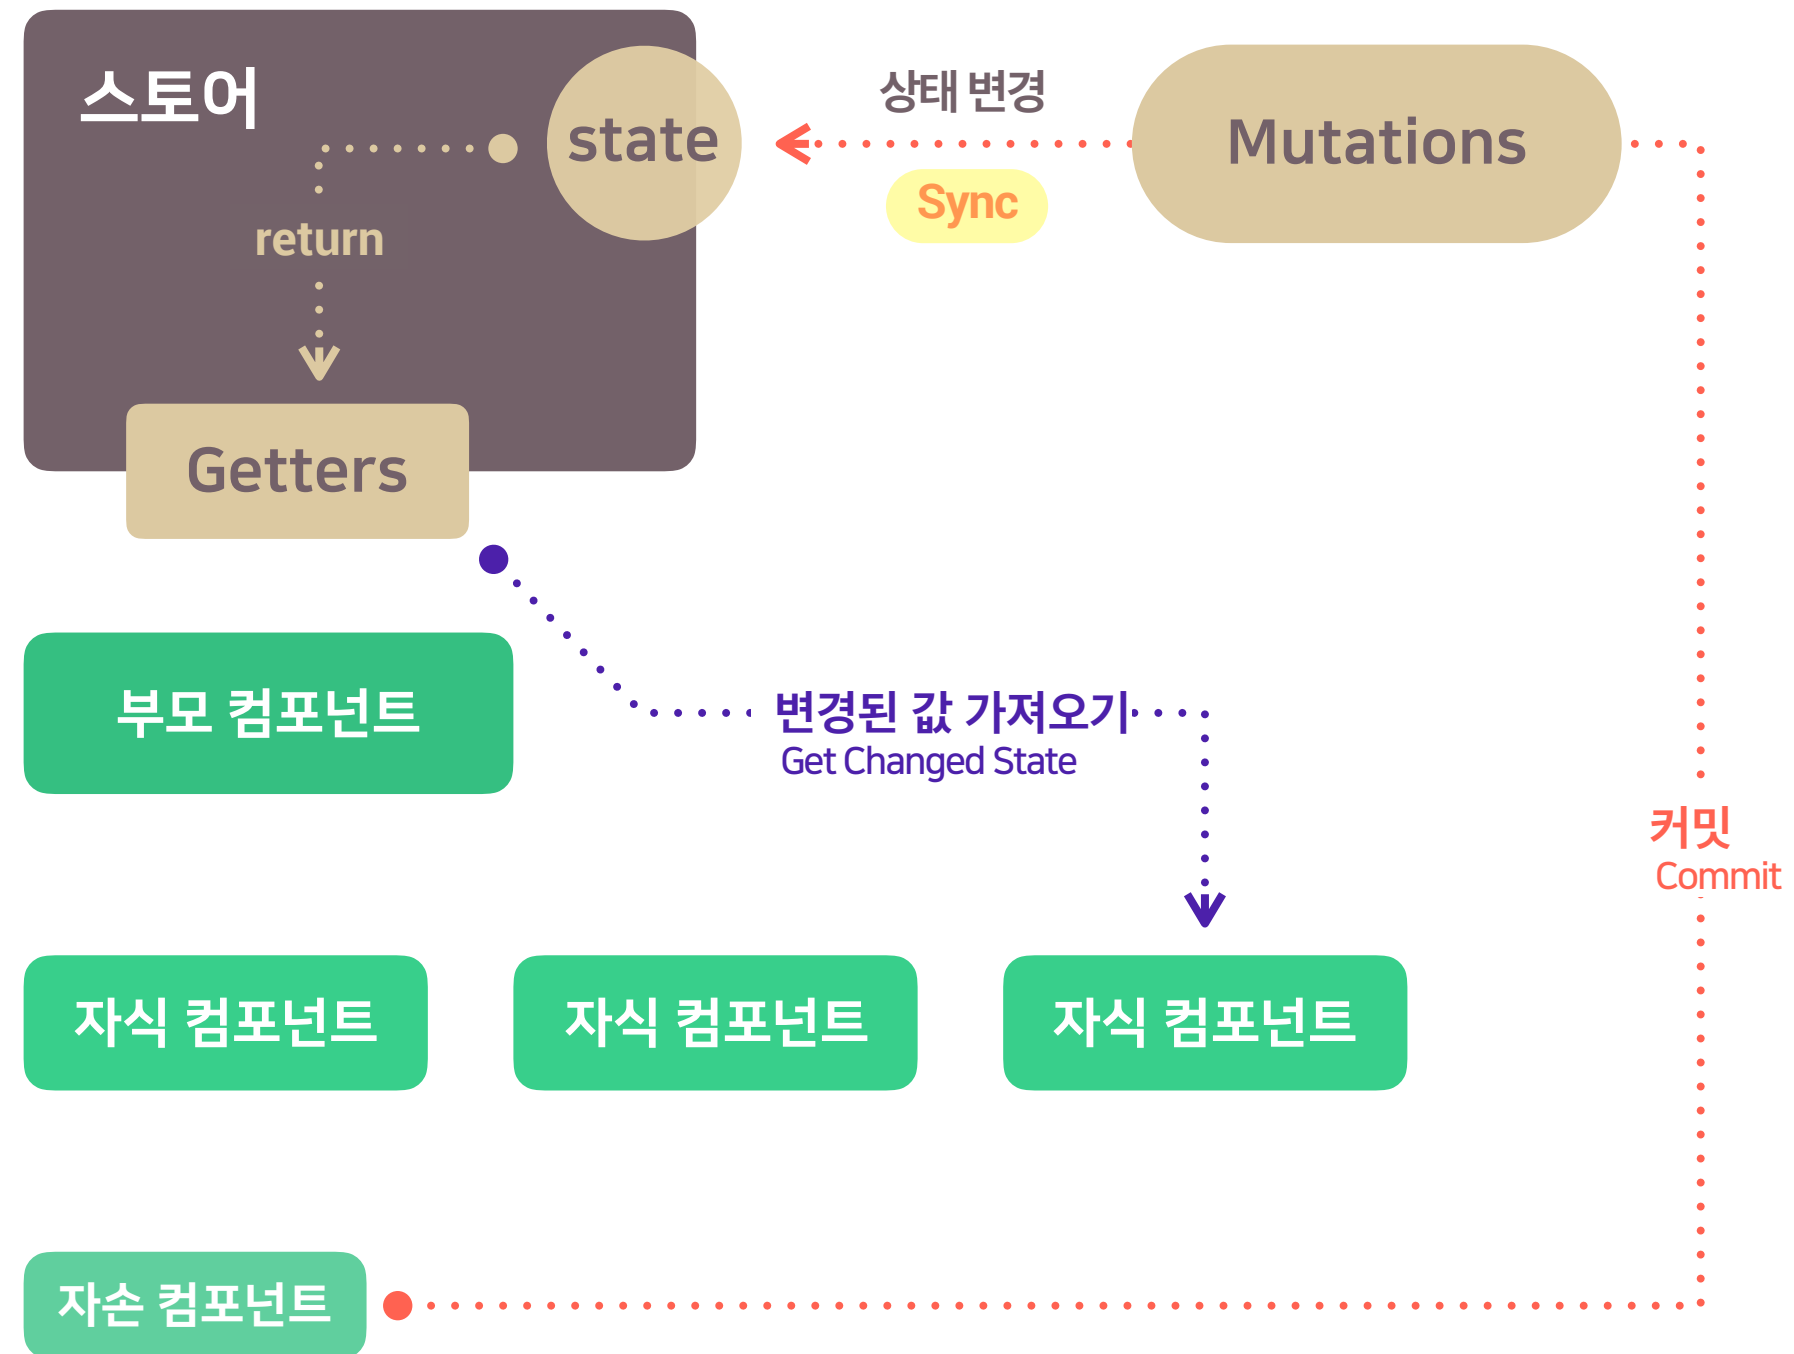 스토어
state
상태 변경
Sync
Mutations
return
Getters
부모 컴포넌트
변경된 값 가져오기
Get Changed State
커밋
Commit
자식 컴포넌트
자식 컴포넌트
자식 컴포넌트
자손 컴포넌트